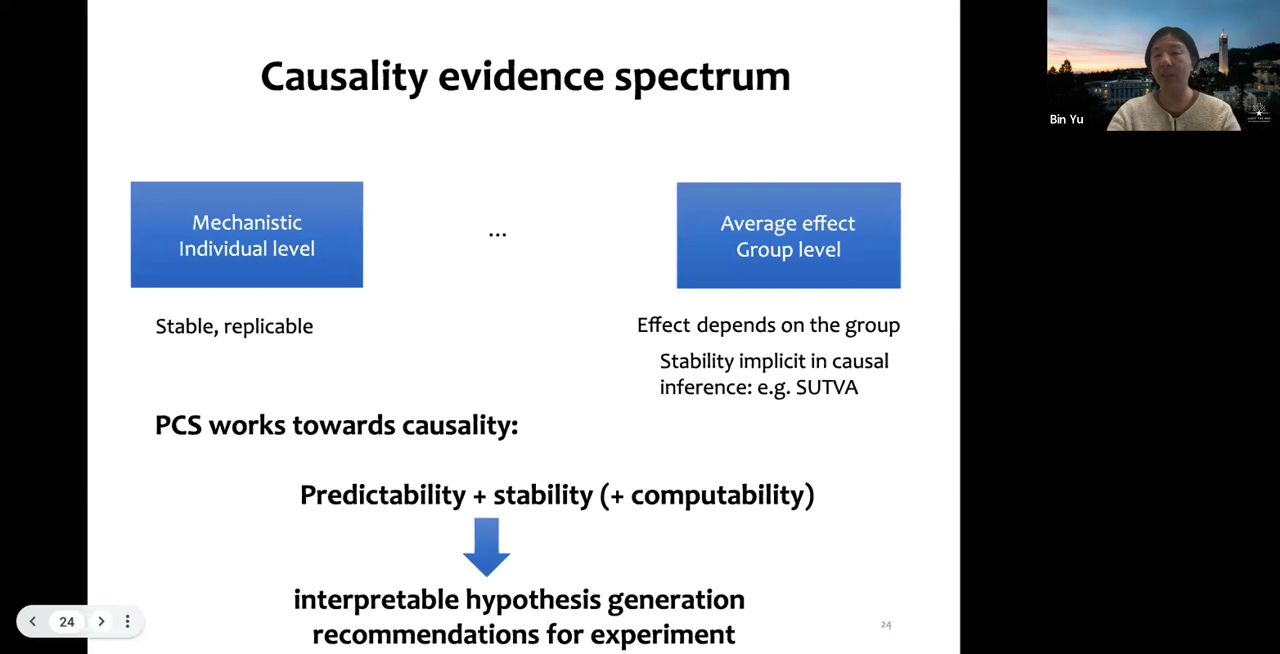 Causality evidence spectrum
Mechanistic
Individual level
...
Average effect
Group level
Stable, replicable
Effect depends on the group
Stability implicit in causal
inference: e.g. SUTVA
PCS works towards causality:
Predictability + stability (+ computability)
interpretable hypothesis generation
recommendations for experiment
24
24
Bin Yu